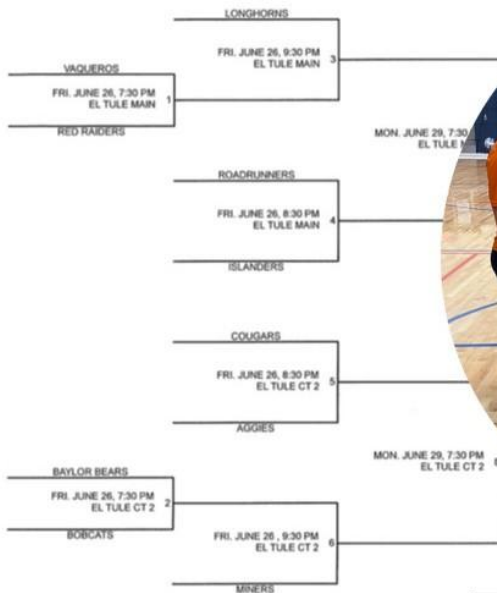 LONGHORNS
FRI. JUNE 26, 9:30 PM
EL TULE MAIN
3
VAQUEROS
FRI. JUNE 26, 7:30 PM
EL TULE MAIN
1
RED RAIDERS
MON. JUNE 29, 7:30
EL TULE
ROADRUNNERS
FRI. JUNE 26, 8:30 PM
EL TULE MAIN
4
ISLANDERS
COUGARS
FRI. JUNE 26, 8:30 PM
EL TULE CT 2
5
AGGIES
MON. JUNE 29, 7:30 PM
EL TULE CT 2
BAYLOR BEARS
FRI. JUNE 26, 7:30 PM
EL TULE CT 2
2
BOBCATS
FRI. JUNE 26 , 9:30 PM
EL TULE CT 2
6
MINERS